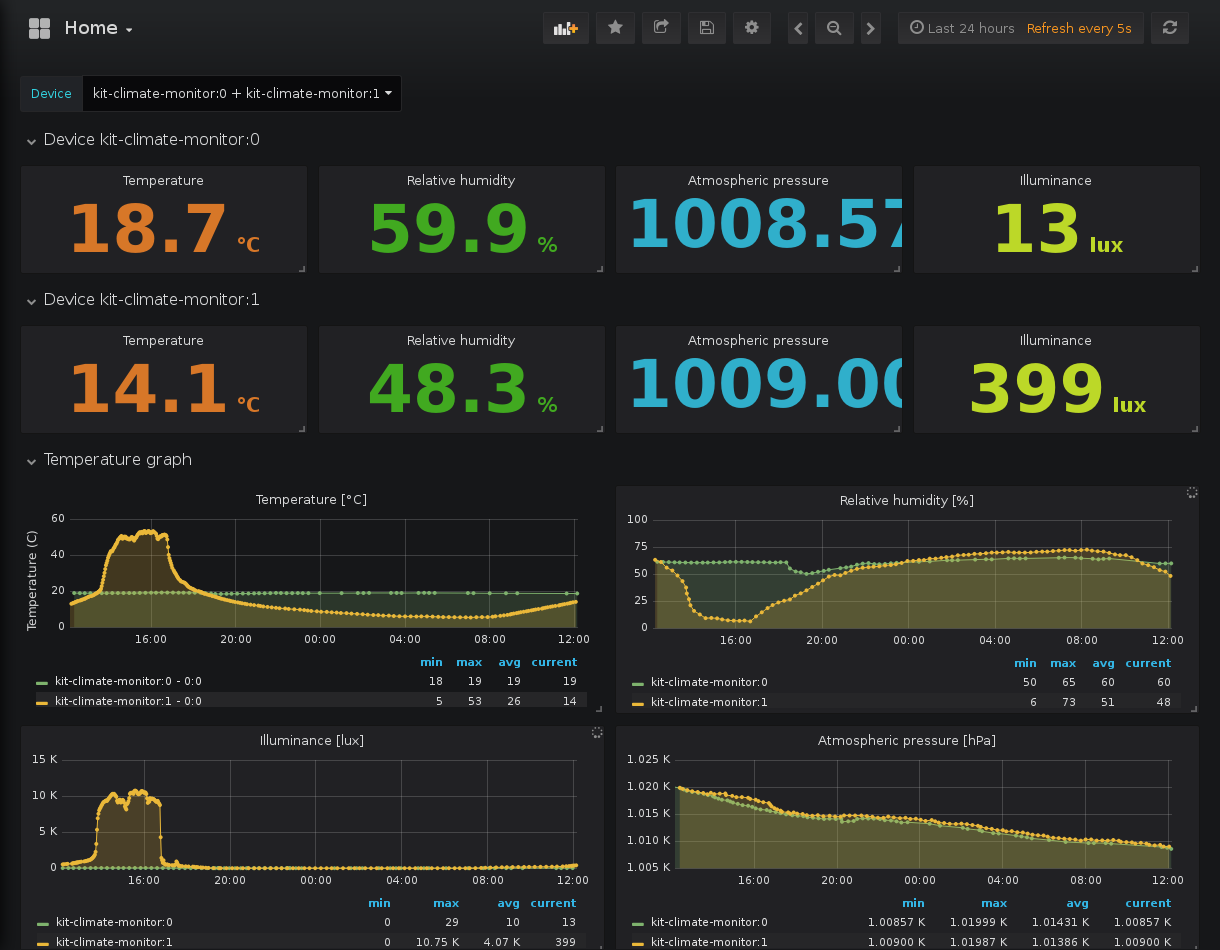 Home
Last 24 hours Refresh every 5s
Device kit-climate-monitor:0 + kit-climate-monitor:1
Device kit-climate-monitor:0
Temperature Relative humidity Atmospheric pressure Illuminance
18.7 °C 59.9 % 1008.57 13 lux
Device kit-climate-monitor:1
Temperature Relative humidity Atmospheric pressure Illuminance
14.1 °C 48.3 % 1009.00 399 lux
Temperature graph
Temperature [°C]
Temperature (C)
60
40
20
0
16:00 20:00 00:00 04:00 08:00 12:00
min max avg current
kit-climate-monitor:0 - 0:0 18 19 19 19
kit-climate-monitor:1 - 0:0 5 53 26 14
Relative humidity [%]
100
75
50
25
0
16:00 20:00 00:00 04:00 08:00 12:00
min max avg current
kit-climate-monitor:0 50 65 60 60
kit-climate-monitor:1 6 73 51 48
Illuminance [lux]
15 K
10 K
5 K
0
16:00 20:00 00:00 04:00 08:00 12:00
min max avg current
kit-climate-monitor:0 0 29 10 13
kit-climate-monitor:1 0 10.75 K 4.07 K 399
Atmospheric pressure [hPa]
1.025 K
1.020 K
1.015 K
1.010 K
1.005 K
16:00 20:00 00:00 04:00 08:00 12:00
min max avg current
kit-climate-monitor:0 1.00857 K 1.01999 K 1.01431 K 1.00857 K
kit-climate-monitor:1 1.00900 K 1.01987 K 1.01386 K 1.00900 K